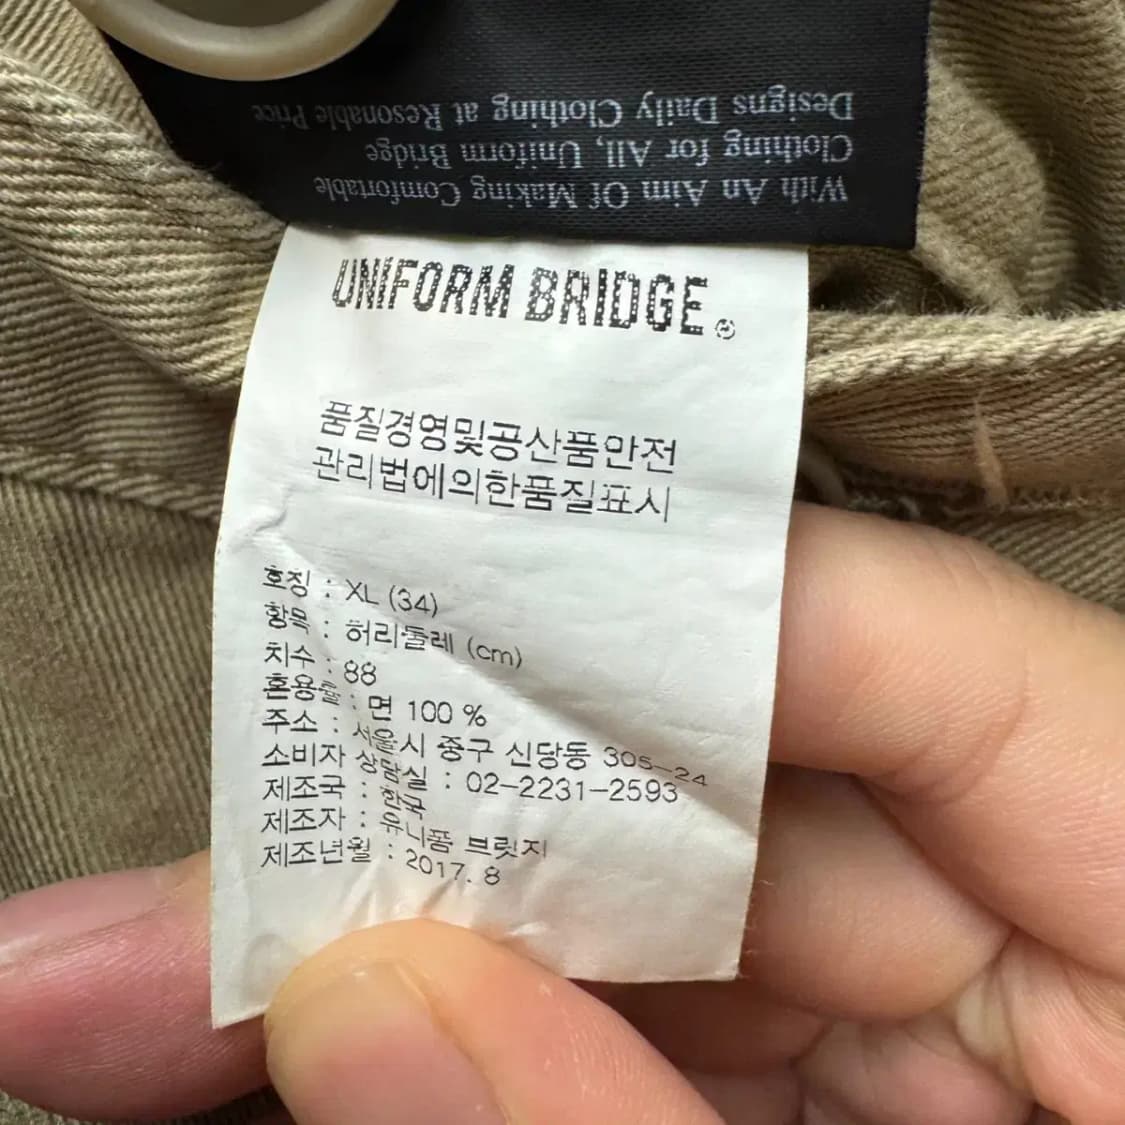 With An Aim Of Making Comfortable
Clothing for All, Uniform Bridge
Designs Daily Clothing at Resonable Price
UNIFORM BRIDGE®
품질경영및공산품안전
관리법에의한품질표시
호칭 : XL (34)
항목 : 허리둘레 (cm)
치수 : 88
혼용률 : 면 100 %
주소 : 서울시 중구 신당동 305-24
소비자 상담실 : 02-2231-2593
제조국 : 한국
제조자 : 유니폼 브릿지
제조년월 : 2017. 8